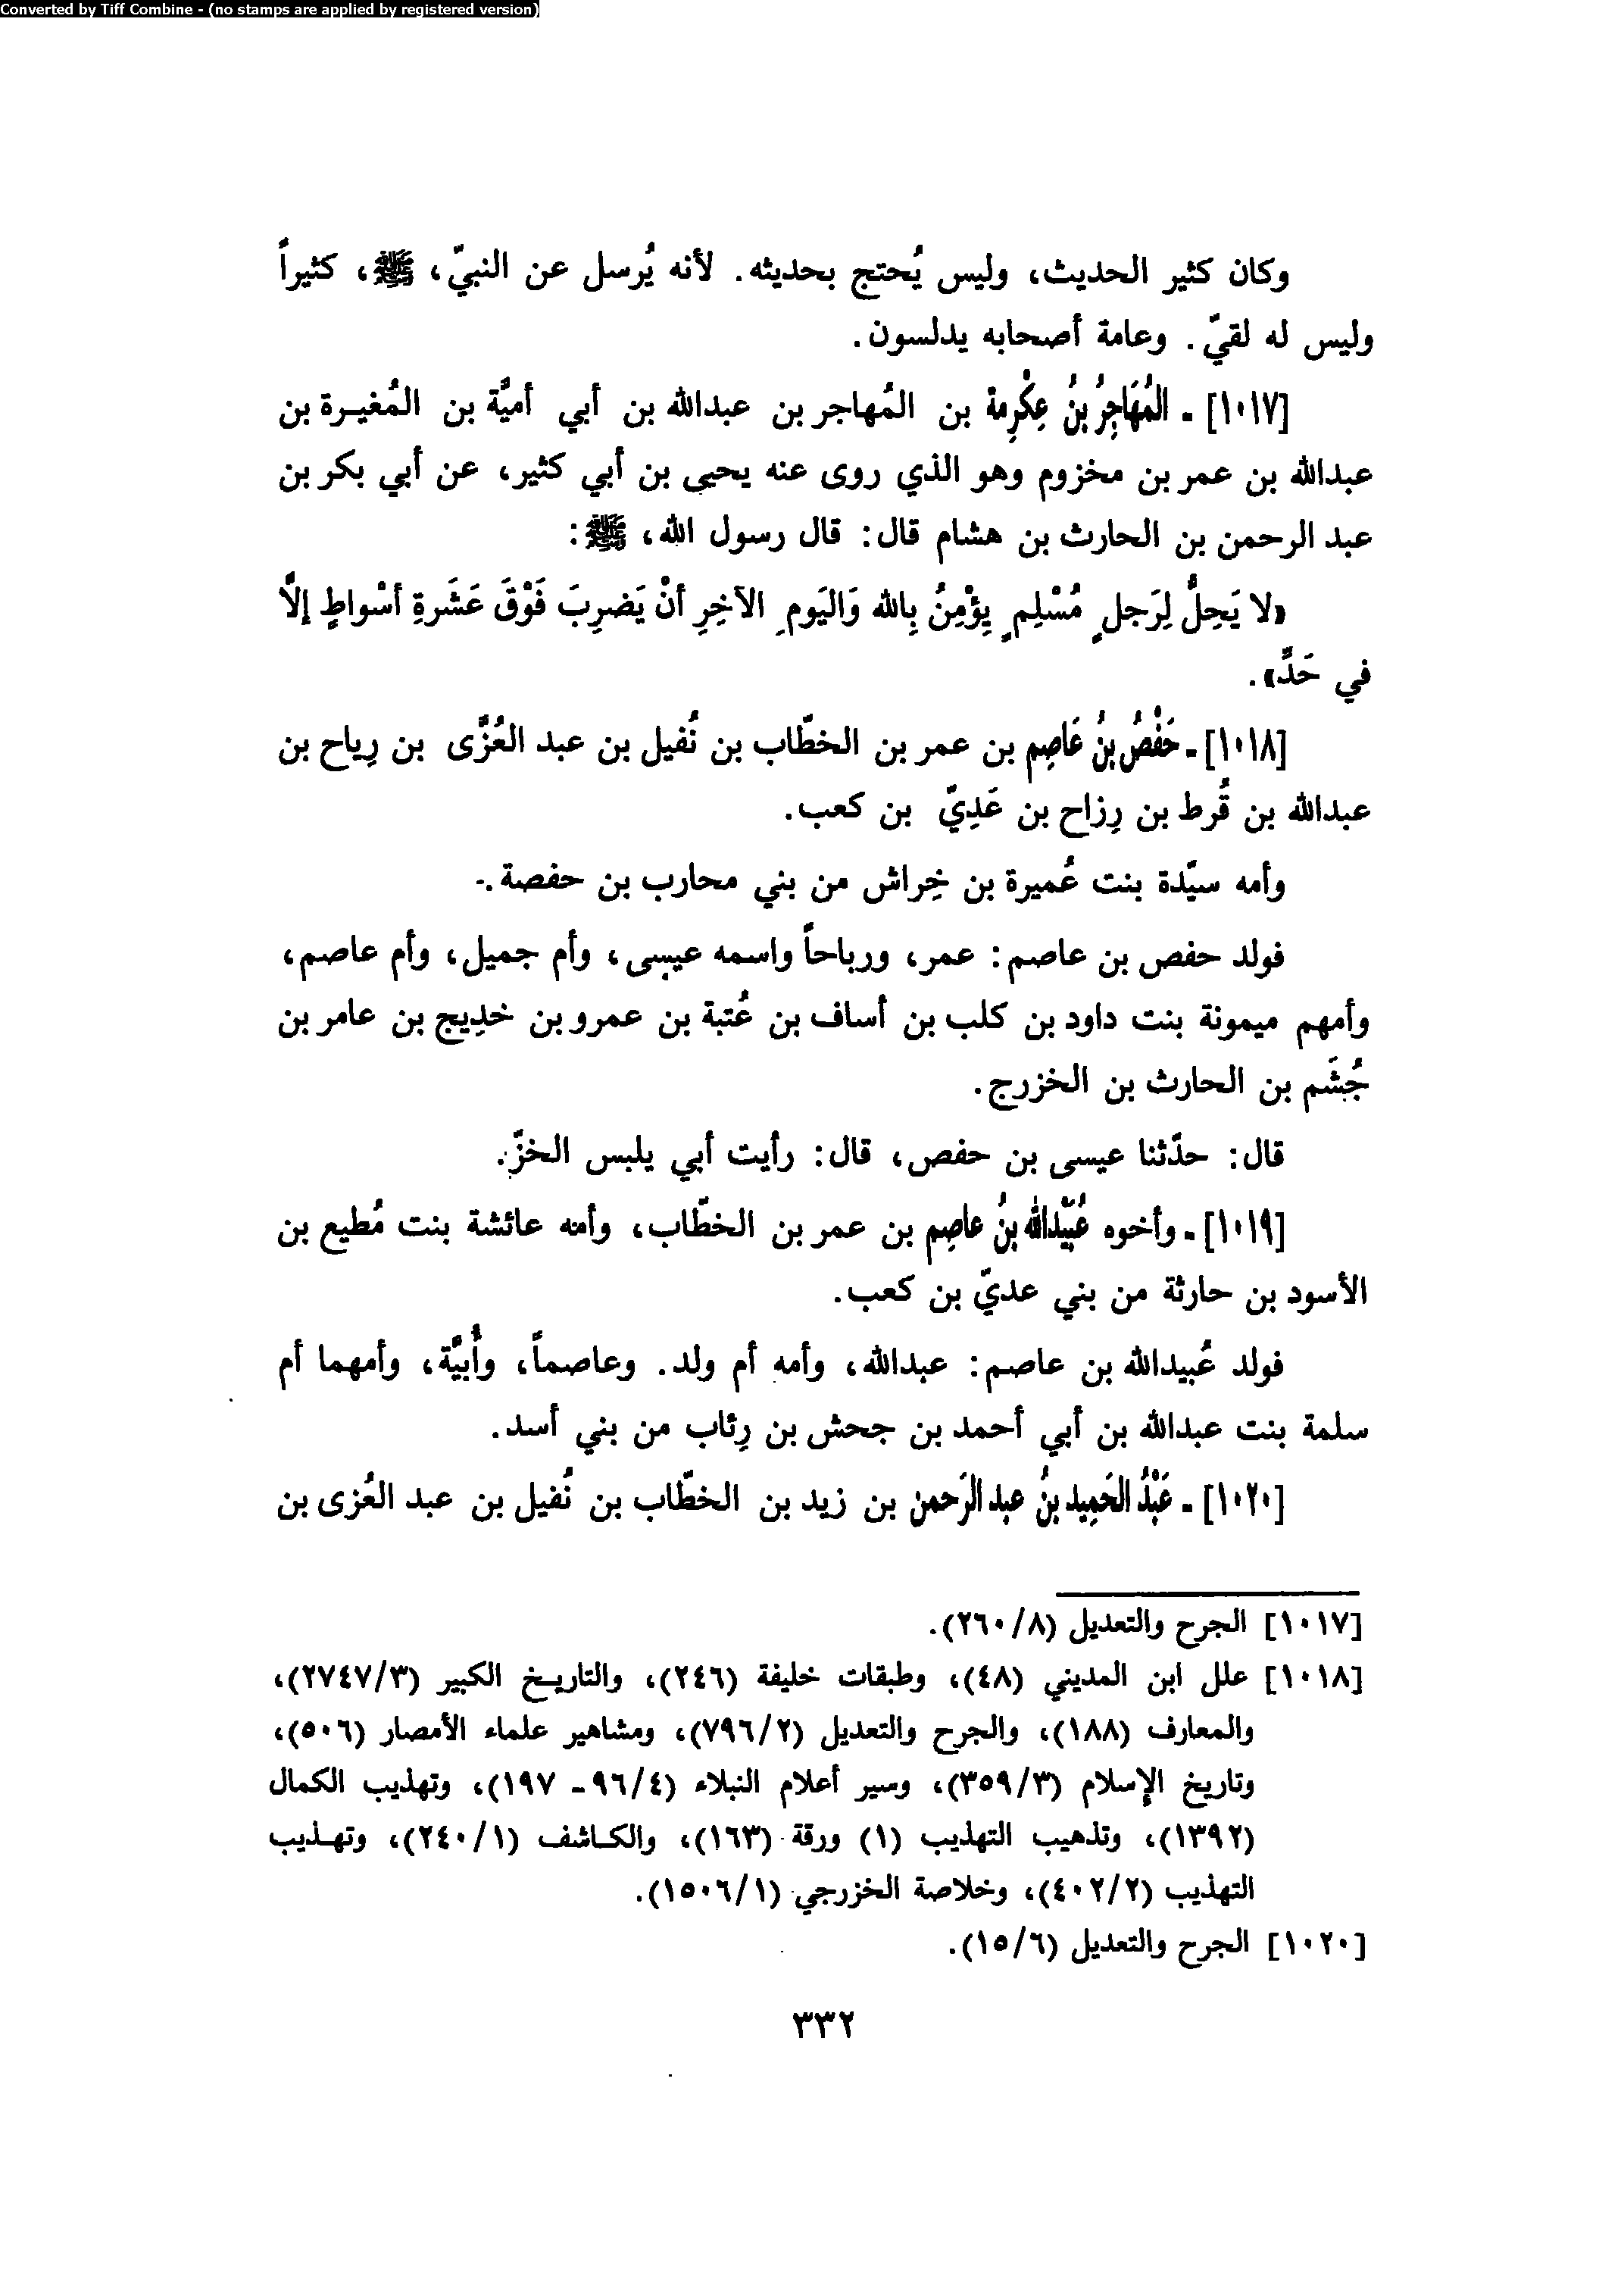 Converted by Tiff Combine - (no stamps are applied by registered version)
وكان كثير الحديث، وليس يُحتج بحديثه. لأنه يُرسل عن النبيّ، ﷺ، كثيراً
وليس له لقيّ. وعامة أصحابه يدلسون.
[١٠١٧] - المُهَاجِرُ بنُ عِكْرِمة بن المُهاجر بن عبدالله بن أبي أميَّة بن المُغيـرة بن
عبدالله بن عمر بن مخزوم وهو الذي روى عنه يحيى بن أبي كثير، عن أبي بكر بن
عبد الرحمن بن الحارث بن هشام قال: قال رسول الله، ﷺ:
«لا يَحِلُّ لِرَجلٍ مُسْلِمٍ يِؤْمِنُ بِالله وَاليَومِ الآخِرِ أنْ يَضرِبَ فَوْقَ عَشَرةِ أسْواطٍ إلاَّ
في حَدٍّ».
[١٠١٨] - حَفْصُ بنُ عَاصِم بن عمر بن الخطّاب بن نُفيل بن عبد العُزَّى بن رِياح بن
عبدالله بن قُرط بن رِزاح بن عَدِيّ بن كعب.
وأمه سيّدة بنت عُميرة بن خِراش من بني محارب بن حفصة.
فولد حفص بن عاصم: عمر، ورباحاً واسمه عيسى، وأم جميل، وأم عاصم،
وأمهم ميمونة بنت داود بن كلب بن أساف بن عُتبة بن عمرو بن خدِيج بن عامر بن
جُشَم بن الحارث بن الخزرج.
قال: حدّثنا عيسى بن حفص، قال: رأيت أبي يلبس الخزّ.
[١٠١٩] - وأخوه عُبيْدالله بنُ عاصِم بن عمر بن الخطّاب، وأمه عائشة بنت مُطيع بن
الأسود بن حارثة من بني عديّ بن كعب.
فولد عُبيدالله بن عاصم: عبدالله، وأمه أم ولد. وعاصماً، وأُبيَّة، وأمهما أم
سلمة بنت عبدالله بن أبي أحمد بن جحش بن رِئاب من بني أسد.
[١٠٢٠] - عَبْدُ الحَمِيد بنُ عبد الرَحمن بن زيد بن الخطّاب بن نُفيل بن عبد العُزى بن
[١٠١٧] الجرح والتعديل (٢٦٠/٨).
[١٠١٨] علل ابن المديني (٤٨)، وطبقات خليفة (٢٤٦)، والتاريـخ الكبير (٢٧٤٧/٣)،
والمعارف (١٨٨)، والجرح والتعديل (٧٩٦/٢)، ومشاهير علماء الأمصار (٥٠٦)،
وتاريخ الإسلام (٣٥٩/٣)، وسير أعلام النبلاء (٩٦/٤ - ١٩٧)، وتهذيب الكمال
(١٣٩٢)، وتذهيب التهذيب (١) ورقة (١٦٣)، والكـاشف (٢٤٠/١)، وتهـذيب
التهذيب (٤٠٢/٢)، وخلاصة الخزرجي (١٥٠٦/١).
[١٠٢٠] الجرح والتعديل (١٥/٦).
٣٣٢